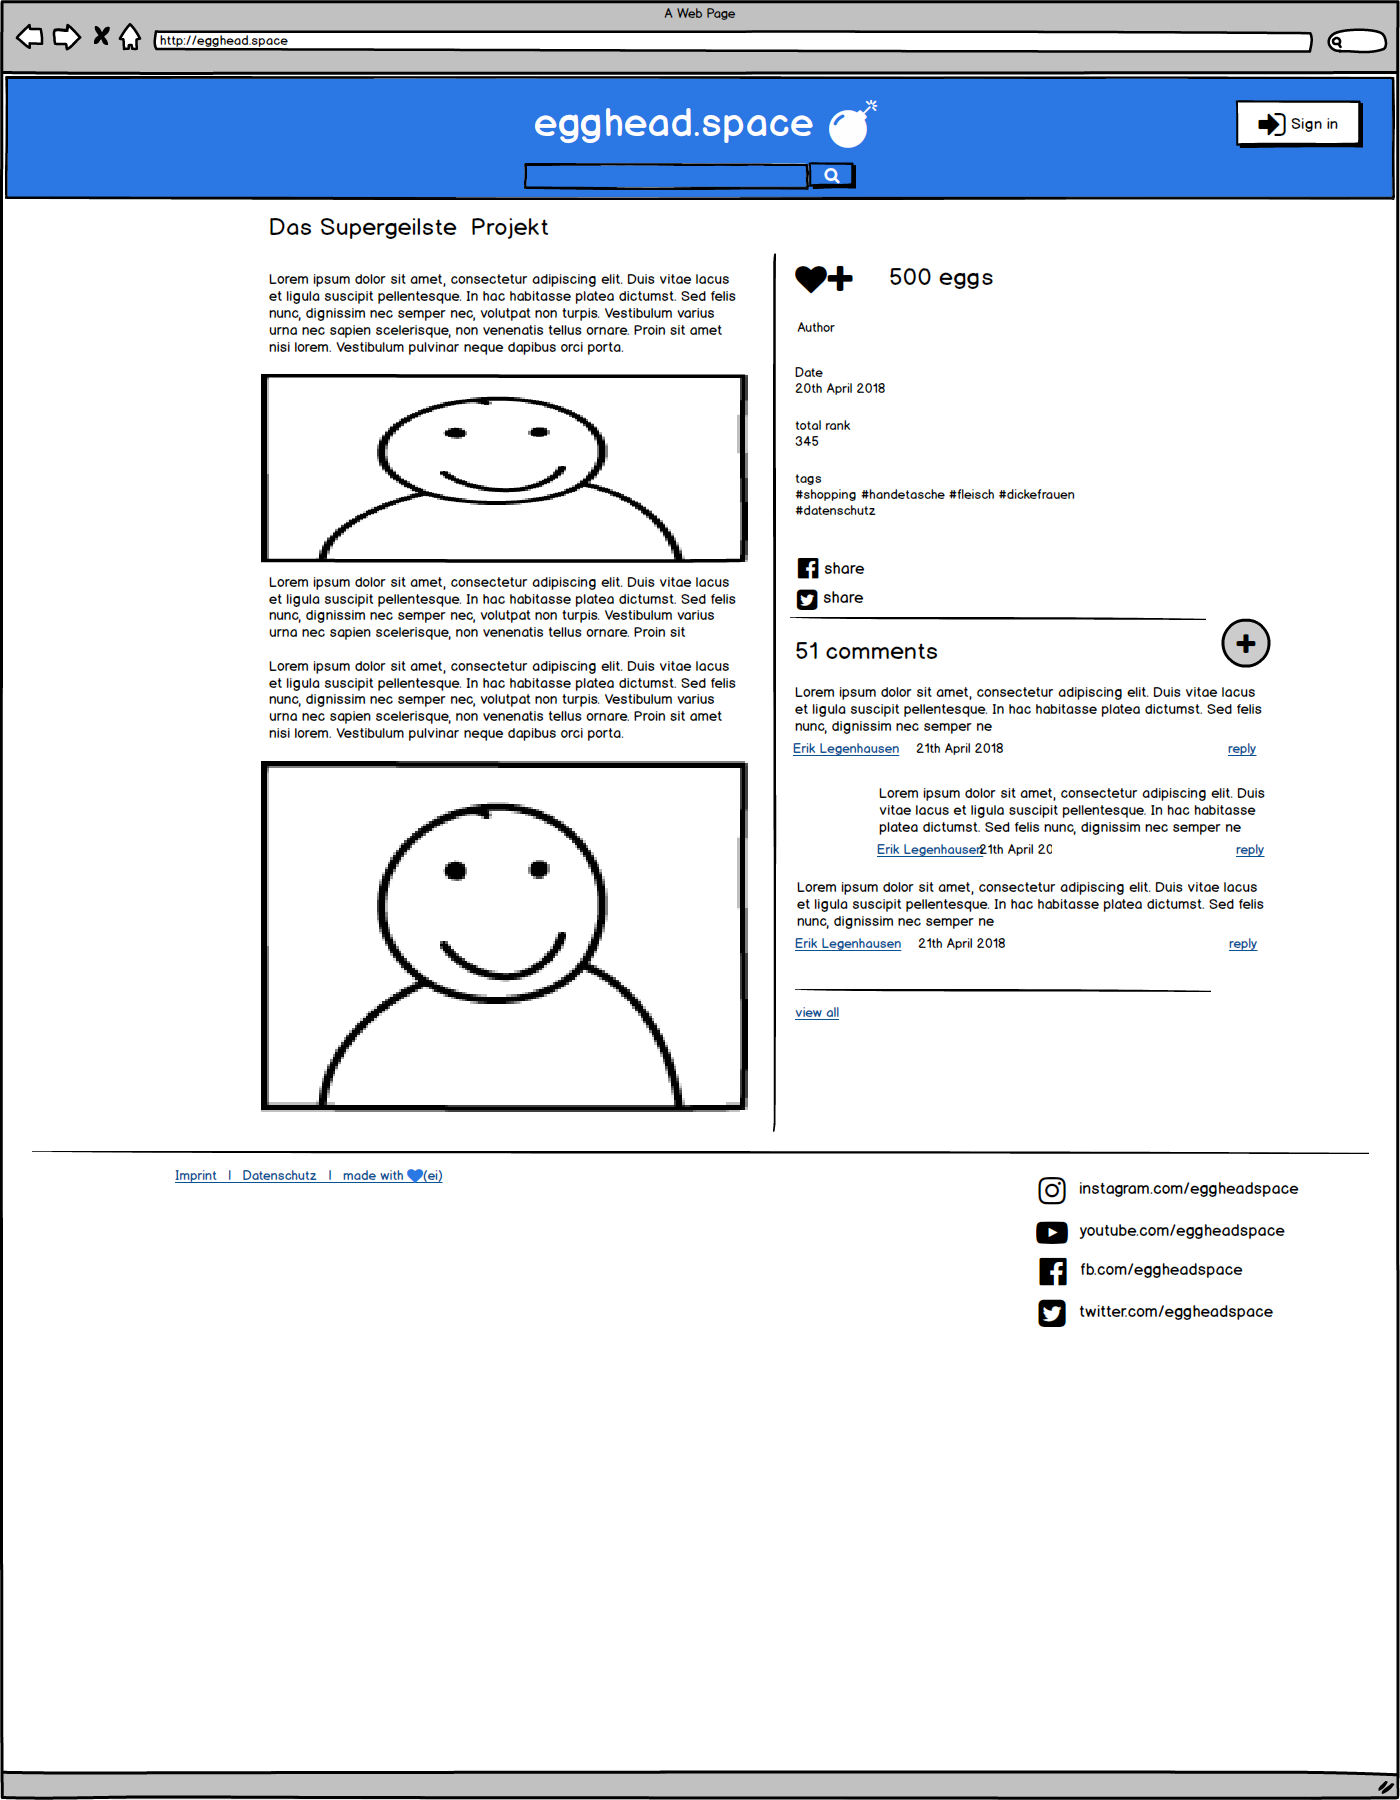 A Web Page
http://egghead.space
egghead.space
Sign in
Das Supergeilste Projekt
Lorem ipsum dolor sit amet, consectetur adipiscing elit. Duis vitae lacus
et ligula suscipit pellentesque. In hac habitasse platea dictumst. Sed felis
nunc, dignissim nec semper nec, volutpat non turpis. Vestibulum varius
urna nec sapien scelerisque, non venenatis tellus ornare. Proin sit amet
nisi lorem. Vestibulum pulvinar neque dapibus orci porta.
Lorem ipsum dolor sit amet, consectetur adipiscing elit. Duis vitae lacus
et ligula suscipit pellentesque. In hac habitasse platea dictumst. Sed felis
nunc, dignissim nec semper nec, volutpat non turpis. Vestibulum varius
urna nec sapien scelerisque, non venenatis tellus ornare. Proin sit
Lorem ipsum dolor sit amet, consectetur adipiscing elit. Duis vitae lacus
et ligula suscipit pellentesque. In hac habitasse platea dictumst. Sed felis
nunc, dignissim nec semper nec, volutpat non turpis. Vestibulum varius
urna nec sapien scelerisque, non venenatis tellus ornare. Proin sit amet
nisi lorem. Vestibulum pulvinar neque dapibus orci porta.
500 eggs
Author
Date
20th April 2018
total rank
345
tags
#shopping #handetasche #fleisch #dickefrauen
#datenschutz
share
share
51 comments
Lorem ipsum dolor sit amet, consectetur adipiscing elit. Duis vitae lacus
et ligula suscipit pellentesque. In hac habitasse platea dictumst. Sed felis
nunc, dignissim nec semper ne
Erik Legenhausen 21th April 2018 reply
Lorem ipsum dolor sit amet, consectetur adipiscing elit. Duis
vitae lacus et ligula suscipit pellentesque. In hac habitasse
platea dictumst. Sed felis nunc, dignissim nec semper ne
Erik Legenhausen 21th April 20 reply
Lorem ipsum dolor sit amet, consectetur adipiscing elit. Duis vitae lacus
et ligula suscipit pellentesque. In hac habitasse platea dictumst. Sed felis
nunc, dignissim nec semper ne
Erik Legenhausen 21th April 2018 reply
view all
Imprint | Datenschutz | made with (ei)
instagram.com/eggheadspace
youtube.com/eggheadspace
fb.com/eggheadspace
twitter.com/eggheadspace